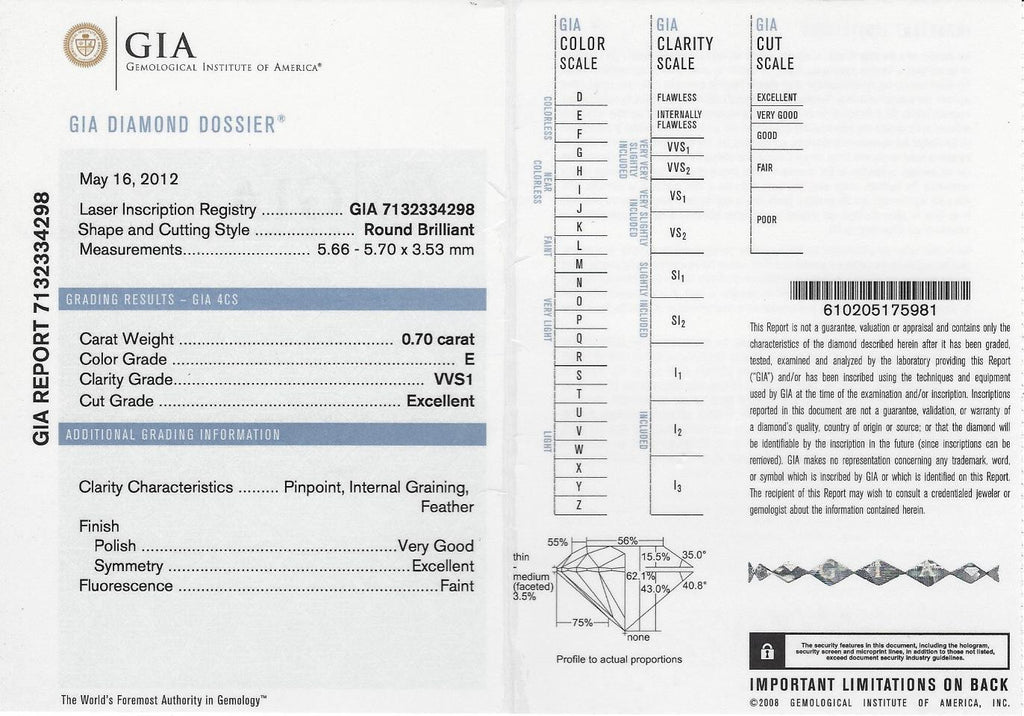 GIA
GEMOLOGICAL INSTITUTE OF AMERICA®
GIA DIAMOND DOSSIER®
GIA REPORT 7132334298
May 16, 2012
Laser Inscription Registry .................. GIA 7132334298
Shape and Cutting Style ...................... Round Brilliant
Measurements............................ 5.66 - 5.70 x 3.53 mm
GRADING RESULTS – GIA 4CS
Carat Weight ................................................ 0.70 carat
Color Grade ................................................................. E
Clarity Grade....................................................... VVS1
Cut Grade .................................................... Excellent
ADDITIONAL GRADING INFORMATION
Clarity Characteristics ......... Pinpoint, Internal Graining,
Feather
Finish
Polish ........................................................Very Good
Symmetry ......................................................Excellent
Fluorescence .........................................................Faint
The World's Foremost Authority in Gemology™
GIA
COLOR
SCALE
D
E
F
G
H
I
J
K
L
M
N
O
P
Q
R
S
T
U
V
W
X
Y
Z
COLORLESS
NEAR
COLORLESS
FAINT
VERY LIGHT
LIGHT
GIA
CLARITY
SCALE
FLAWLESS
INTERNALLY
FLAWLESS
VVS1
VVS2
VS1
VS2
SI1
SI2
I1
I2
I3
VERY VERY
SLIGHTLY
INCLUDED
VERY SLIGHTLY
INCLUDED
SLIGHTLY INCLUDED
INCLUDED
GIA
CUT
SCALE
EXCELLENT
VERY GOOD
GOOD
FAIR
POOR
55%
56%
thin
-
medium
(faceted)
3.5%
15.5%
35.0°
62.1%
43.0%
40.8°
75%
none
Profile to actual proportions
610205175981
This Report is not a guarantee, valuation or appraisal and contains only the
characteristics of the diamond described herein after it has been graded,
tested, examined and analyzed by the laboratory providing this Report
("GIA") and/or has been inscribed using the techniques and equipment
used by GIA at the time of the examination and/or inscription. Inscriptions
reported in this document are not a guarantee, validation, or warranty of
a diamond's quality, country of origin or source; or that the diamond will
be identifiable by the inscription in the future (since inscriptions can be
removed). GIA makes no representation concerning any trademark, word,
or symbol which is inscribed by GIA or which is identified on this Report.
The recipient of this Report may wish to consult a credentialed jeweler or
gemologist about the information contained herein.
G I A
The security features in this document, including the hologram,
security screen and microprint lines, in addition to those not listed,
exceed document security industry guidelines.
IMPORTANT LIMITATIONS ON BACK
©2008 GEMOLOGICAL INSTITUTE OF AMERICA, INC.